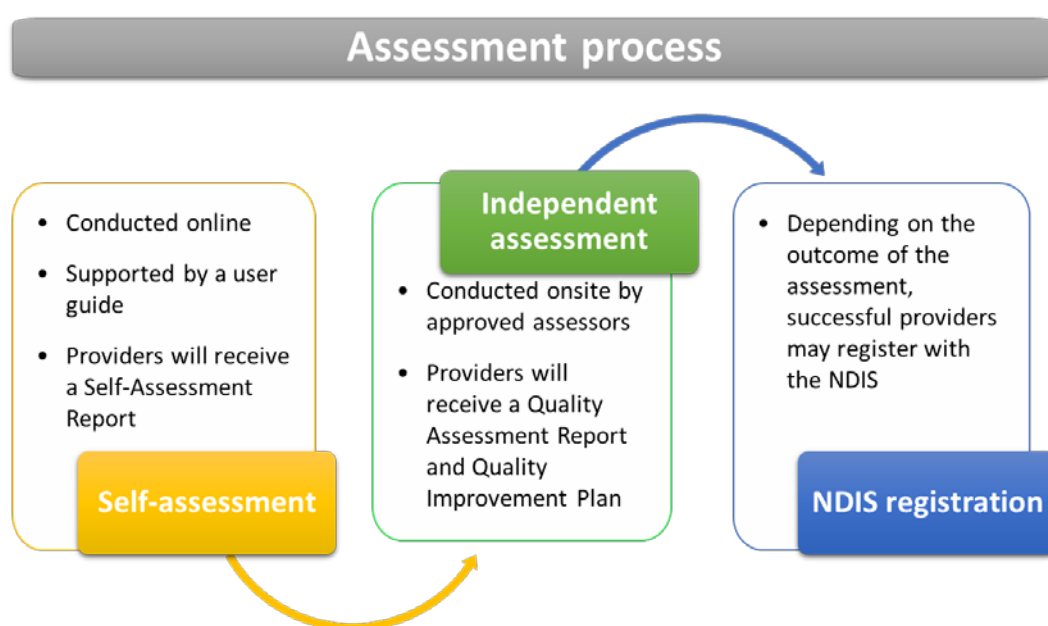 Assessment process
• Conducted online
• Supported by a user
guide
• Providers will receive
a Self-Assessment
Report
Self-assessment
Independent
assessment
• Conducted onsite by
approved assessors
• Providers will
receive a Quality
Assessment Report
and Quality
Improvement Plan
• Depending on the
outcome of the
assessment,
successful providers
may register with
the NDIS
NDIS registration